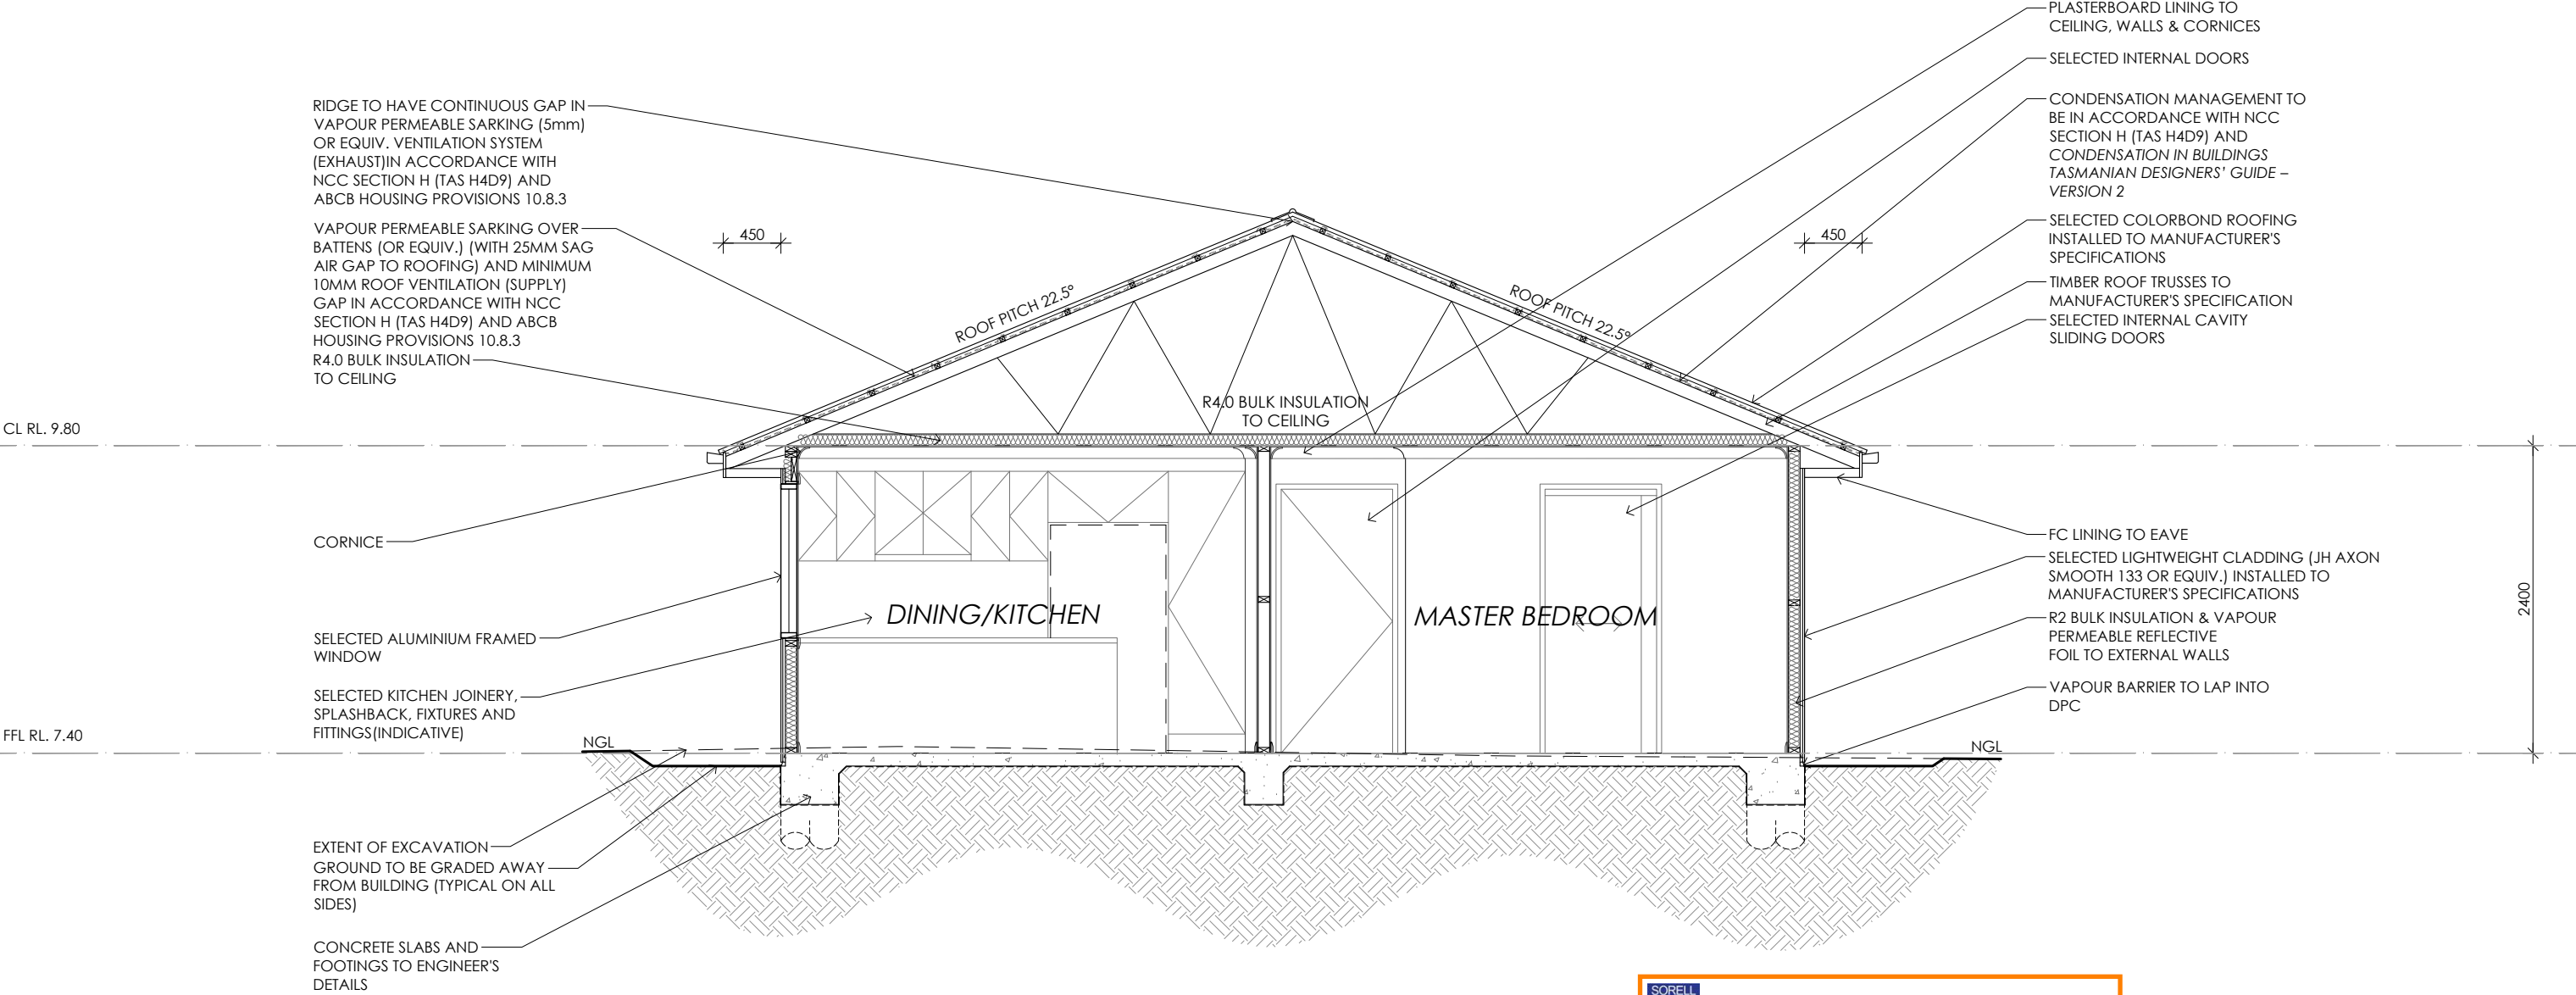 RIDGE TO HAVE CONTINUOUS GAP IN
VAPOUR PERMEABLE SARKING (5mm)
OR EQUIV. VENTILATION SYSTEM
(EXHAUST)IN ACCORDANCE WITH
NCC SECTION H (TAS H4D9) AND
ABCB HOUSING PROVISIONS 10.8.3
VAPOUR PERMEABLE SARKING OVER
BATTENS (OR EQUIV.) (WITH 25MM SAG
AIR GAP TO ROOFING) AND MINIMUM
10MM ROOF VENTILATION (SUPPLY)
GAP IN ACCORDANCE WITH NCC
SECTION H (TAS H4D9) AND ABCB
HOUSING PROVISIONS 10.8.3
R4.0 BULK INSULATION
TO CEILING
CL RL. 9.80
CORNICE
SELECTED ALUMINIUM FRAMED
WINDOW
SELECTED KITCHEN JOINERY,
SPLASHBACK, FIXTURES AND
FITTINGS(INDICATIVE)
FFL RL. 7.40
EXTENT OF EXCAVATION
GROUND TO BE GRADED AWAY
FROM BUILDING (TYPICAL ON ALL
SIDES)
CONCRETE SLABS AND
FOOTINGS TO ENGINEER'S
DETAILS
450
450
ROOF PITCH 22.5°
ROOF PITCH 22.5°
R4.0 BULK INSULATION
TO CEILING
DINING/KITCHEN
MASTER BEDROOM
NGL
NGL
PLASTERBOARD LINING TO
CEILING, WALLS & CORNICES
SELECTED INTERNAL DOORS
CONDENSATION MANAGEMENT TO
BE IN ACCORDANCE WITH NCC
SECTION H (TAS H4D9) AND
CONDENSATION IN BUILDINGS
TASMANIAN DESIGNERS' GUIDE –
VERSION 2
SELECTED COLORBOND ROOFING
INSTALLED TO MANUFACTURER'S
SPECIFICATIONS
TIMBER ROOF TRUSSES TO
MANUFACTURER'S SPECIFICATION
SELECTED INTERNAL CAVITY
SLIDING DOORS
FC LINING TO EAVE
SELECTED LIGHTWEIGHT CLADDING (JH AXON
SMOOTH 133 OR EQUIV.) INSTALLED TO
MANUFACTURER'S SPECIFICATIONS
R2 BULK INSULATION & VAPOUR
PERMEABLE REFLECTIVE
FOIL TO EXTERNAL WALLS
VAPOUR BARRIER TO LAP INTO
DPC
2400
SORELL